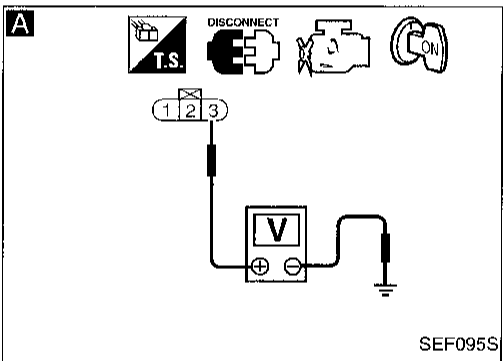 A
DISCONNECT
T.S.
ON
1 2 3
V
+ −
SEF095S